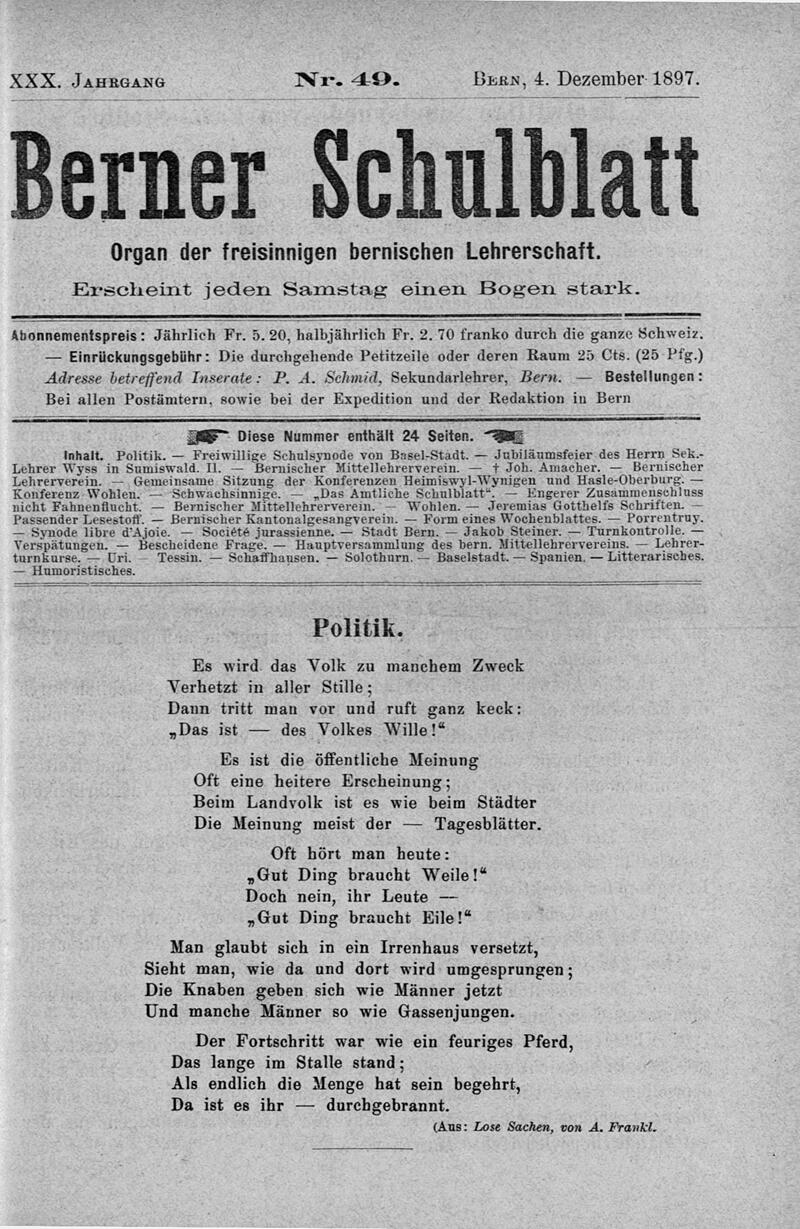 XXX. JAHRGANG Nr. 49. BERN, 4. Dezember 1897.
Berner Schulblatt
Organ der freisinnigen bernischen Lehrerschaft.
Erscheint jeden Samstag einen Bogen stark.
Abonnementspreis: Jährlich Fr. 5. 20, halbjährlich Fr. 2. 70 franko durch die ganze Schweiz.
— Einrückungsgebühr: Die durchgehende Petitzeile oder deren Raum 25 Cts. (25 Pfg.)
Adresse betreffend Inserate: P. A. Schmid, Sekundarlehrer, Bern. — Bestellungen:
Bei allen Postämtern, sowie bei der Expedition und der Redaktion in Bern
Diese Nummer enthält 24 Seiten.
Inhalt. Politik. — Freiwillige Schulsynode von Basel-Stadt. — Jubiläumsfeier des Herrn Sek.-
Lehrer Wyss in Sumiswald. II. — Bernischer Mittellehrerverein. — † Joh. Amacher. — Bernischer
Lehrerverein. — Gemeinsame Sitzung der Konferenzen Heimiswyl-Wynigen und Hasle-Oberburg. —
Konferenz Wohlen. — Schwachsinnige. — „Das Amtliche Schulblatt“. — Engerer Zusammenschluss
nicht Fahnenflucht. — Bernischer Mittellehrerverein. — Wohlen. — Jeremias Gotthelfs Schriften. —
Passender Lesestoff. — Bernischer Kantonalgesangverein. — Form eines Wochenblattes. — Porrentruy.
— Synode libre d'Ajoie. — Société jurassienne. — Stadt Bern. — Jakob Steiner. — Turnkontrolle. —
Verspätungen. — Bescheidene Frage. — Hauptversammlung des bern. Mittellehrervereins. — Lehrer-
turnkurse. — Uri. — Tessin. — Schaffhausen. — Solothurn. — Baselstadt. — Spanien. — Litterarisches.
— Humoristisches.
Politik.
Es wird das Volk zu manchem Zweck
Verhetzt in aller Stille;
Dann tritt man vor und ruft ganz keck:
„Das ist — des Volkes Wille!“
Es ist die öffentliche Meinung
Oft eine heitere Erscheinung;
Beim Landvolk ist es wie beim Städter
Die Meinung meist der — Tagesblätter.
Oft hört man heute:
„Gut Ding braucht Weile!“
Doch nein, ihr Leute —
„Gut Ding braucht Eile!“
Man glaubt sich in ein Irrenhaus versetzt,
Sieht man, wie da und dort wird umgesprungen;
Die Knaben geben sich wie Männer jetzt
Und manche Männer so wie Gassenjungen.
Der Fortschritt war wie ein feuriges Pferd,
Das lange im Stalle stand;
Als endlich die Menge hat sein begehrt,
Da ist es ihr — durchgebrannt.
(Aus: Lose Sachen, von A. Frankl.